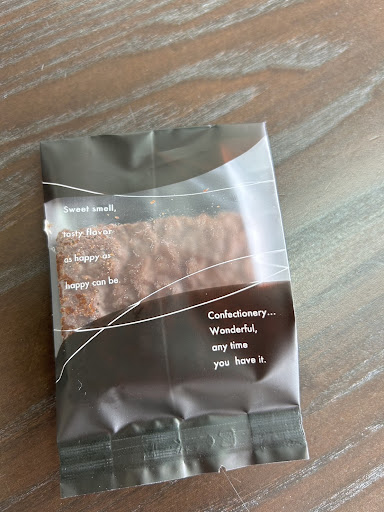 Sweet smell,
tasty flavor
as happy as
happy can be.
Confectionery...
Wonderful,
any time
you have it.